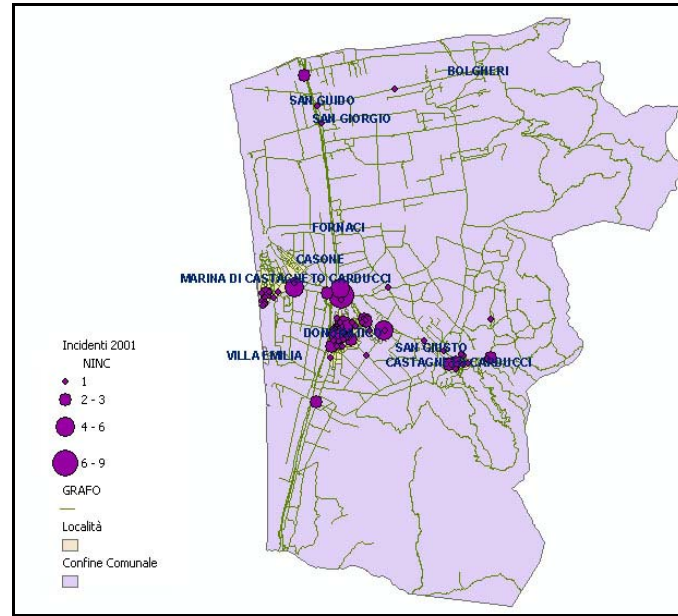 BOLGHERI
SAN GUIDO
SAN GIORGIO
FORNACI
CASONE
MARINA DI CASTAGNETO CARDUCCI
DONORATICO
VILLA EMILIA
SAN GIUSTO
CASTAGNETO CARDUCCI
Incidenti 2001
NINC
1
2 - 3
4 - 6
6 - 9
GRAFO
Località
Confine Comunale